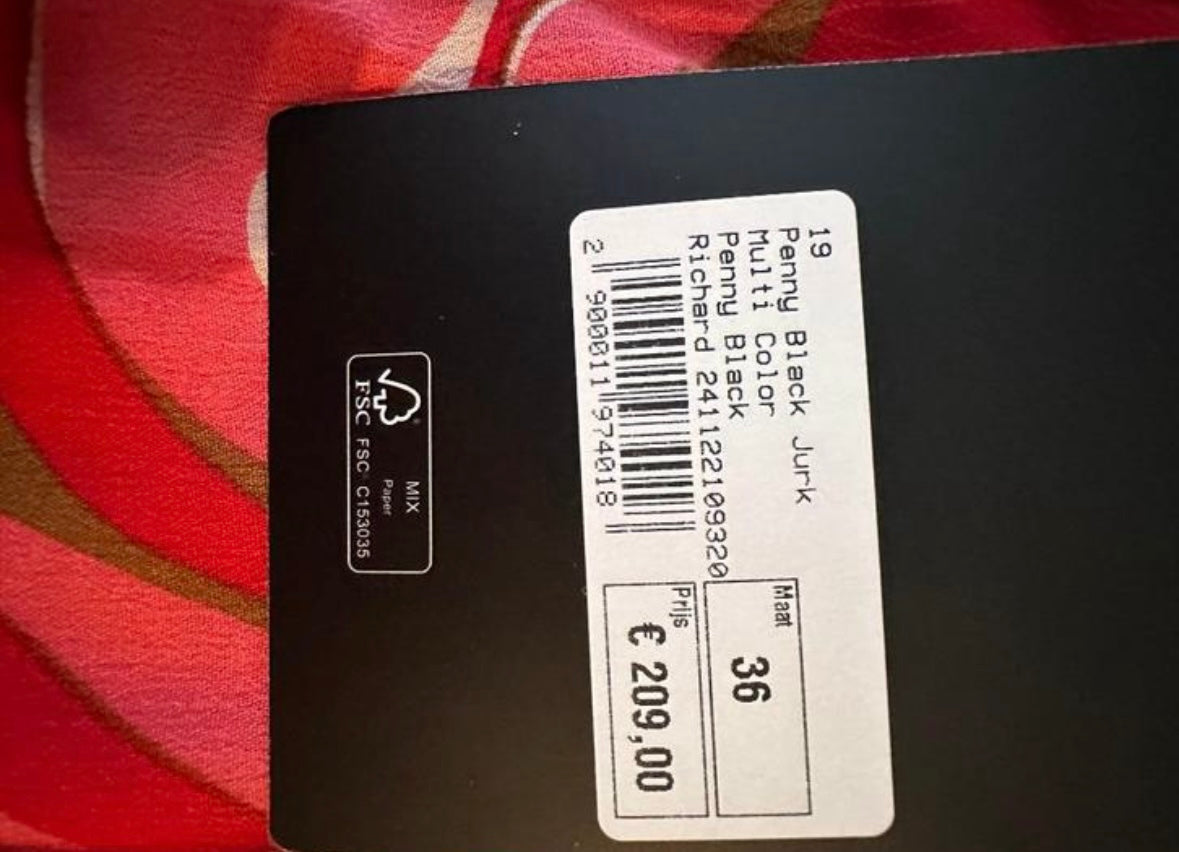 19
Penny Black Jurk
Multi Color
Penny Black
Richard 241122109320
2 900011 974018
Maat
36
Prijs
€ 209,00
MIX
Paper
FSC® C153035
FSC